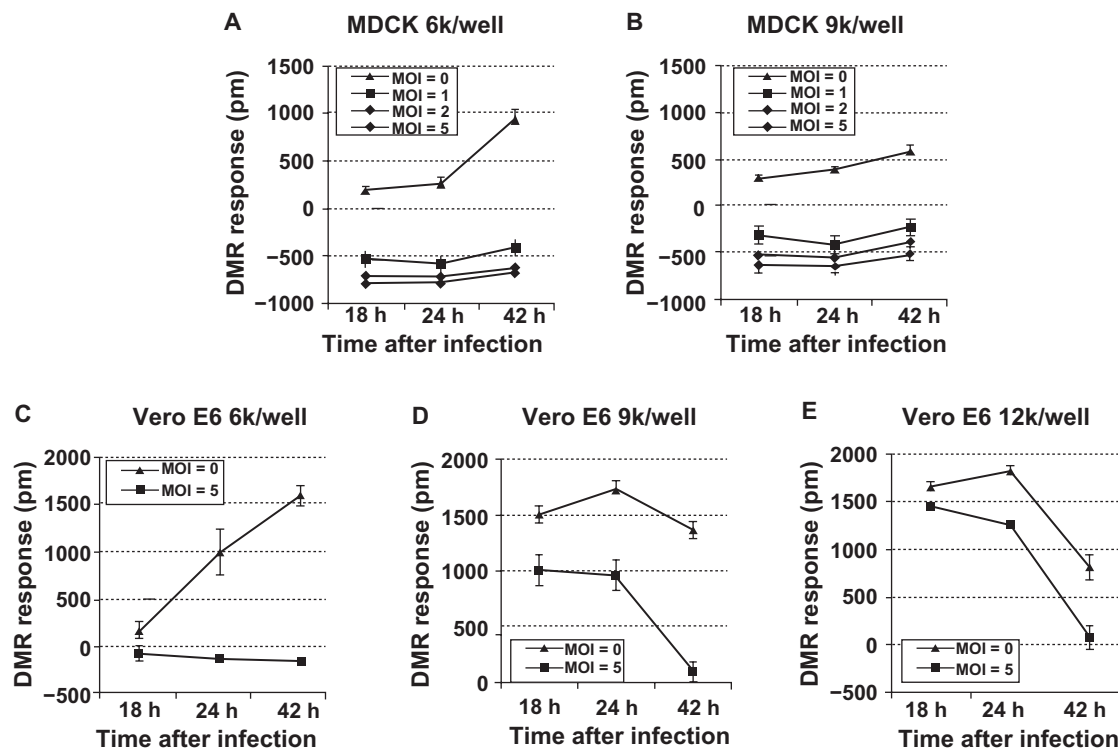 A
MDCK 6k/well
DMR response (pm)
1500
1000
500
0
−500
−1000
MOI = 0
MOI = 1
MOI = 2
MOI = 5
18 h 24 h 42 h
Time after infection
B
MDCK 9k/well
DMR response (pm)
1500
1000
500
0
−500
−1000
MOI = 0
MOI = 1
MOI = 2
MOI = 5
18 h 24 h 42 h
Time after infection
C
Vero E6 6k/well
DMR response (pm)
2000
1500
1000
500
0
−500
MOI = 0
MOI = 5
18 h 24 h 42 h
Time after infection
D
Vero E6 9k/well
DMR response (pm)
2000
1500
1000
500
0
MOI = 0
MOI = 5
18 h 24 h 42 h
Time after infection
E
Vero E6 12k/well
DMR response (pm)
2000
1500
1000
500
0
−500
MOI = 0
MOI = 5
18 h 24 h 42 h
Time after infection